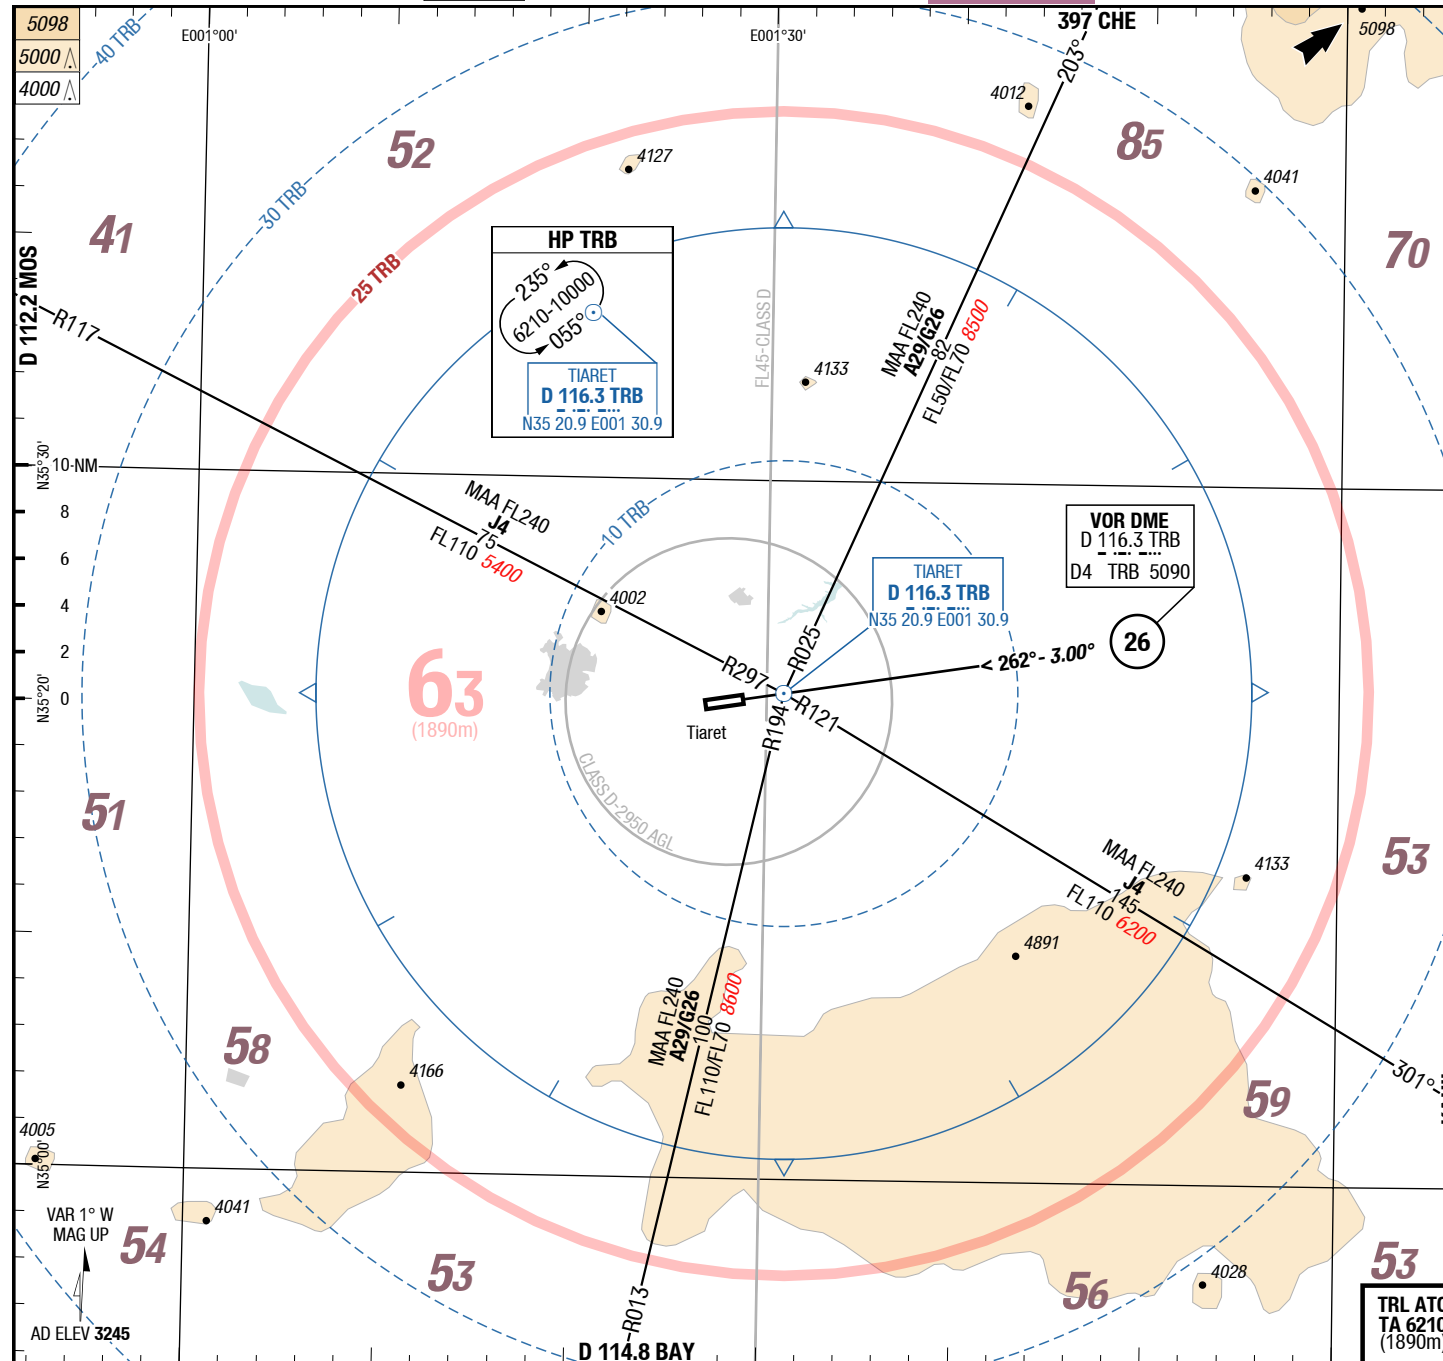 5098
5000
4000
40 TRB
E001°00'
E001°30'
397 CHE
203°
5098
4012
52
85
4127
4041
30 TRB
41
70
D 112.2 MOS
R117
25 TRB
HP TRB
235°
6210-10000
055°
TIARET
D 116.3 TRB
N35 20.9 E001 30.9
FL45-CLASS D
MAA FL240
A29/G26
82
FL50/FL70 8500
4133
N35°30'
10-NM
8
6
4
2
0
N35°20'
MAA FL240
J4
75
FL110 5400
10 TRB
VOR DME
D 116.3 TRB
D4 TRB 5090
4002
TIARET
D 116.3 TRB
N35 20.9 E001 30.9
26
R025
< 262°- 3.00°
R297
63
(1890m)
R194
R121
Tiaret
CLASS D-2950 AGL
51
53
MAA FL240
J4
145
FL110 6200
4133
4891
MAA FL240
A29/G26
100
FL110/FL70 8600
58
4166
59
301°
4005
N35°00'
4041
VAR 1° W
MAG UP
54
53
56
4028
53
AD ELEV 3245
R013
D 114.8 BAY
TRL ATC
TA 6210
(1890m)